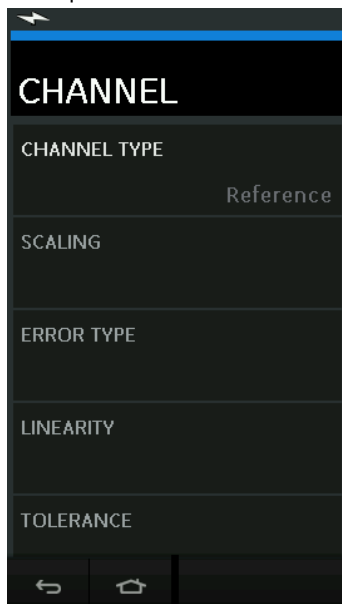 CHANNEL
CHANNEL TYPE
Reference
SCALING
ERROR TYPE
LINEARITY
TOLERANCE